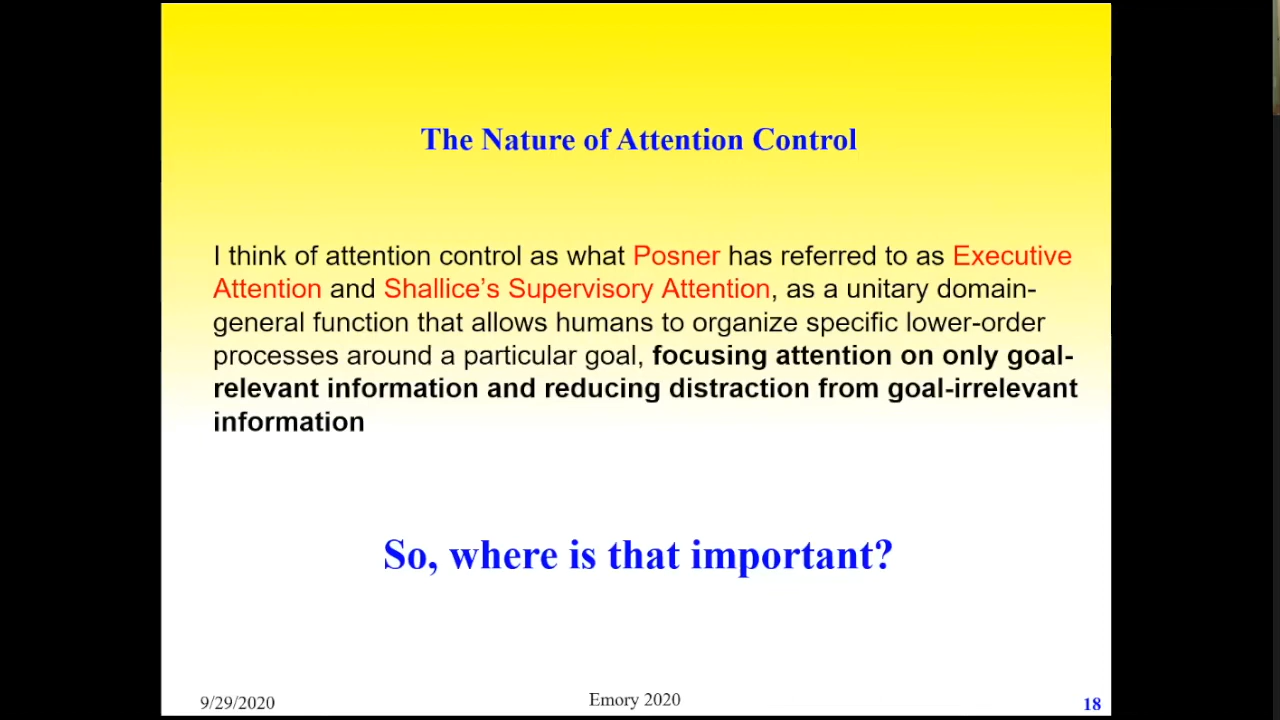 The Nature of Attention Control
I think of attention control as what Posner has referred to as Executive
Attention and Shallice’s Supervisory Attention, as a unitary domain-
general function that allows humans to organize specific lower-order
processes around a particular goal, focusing attention on only goal-
relevant information and reducing distraction from goal-irrelevant
information
So, where is that important?
9/29/2020
Emory 2020
18